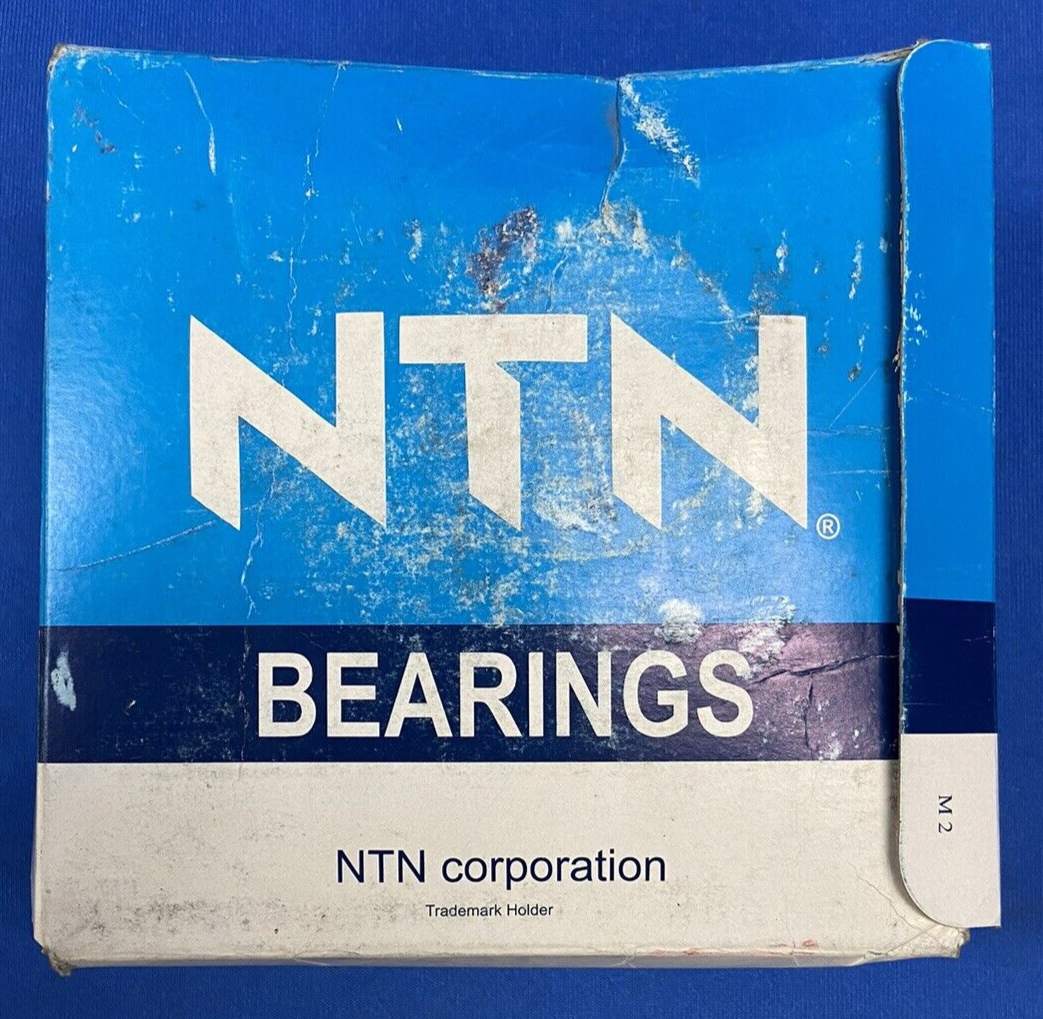 NTN®
BEARINGS
NTN corporation
Trademark Holder
M 2